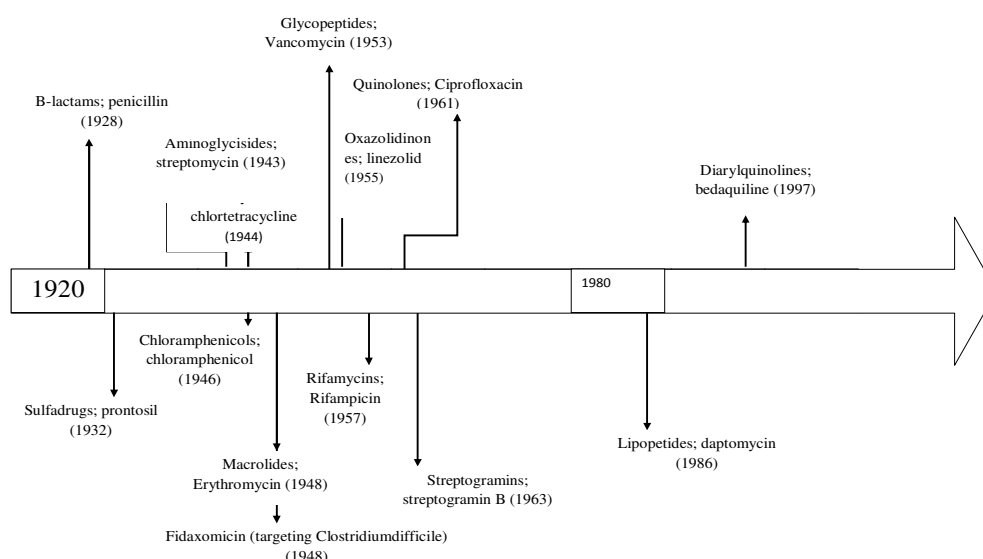 Glycopeptides;
Vancomycin (1953)
Quinolones; Ciprofloxacin
(1961)
B-lactams; penicillin
(1928)
Aminoglycisides;
streptomycin (1943)
Oxazolidinon
es; linezolid
(1955)
Diarylquinolines;
bedaquiline (1997)
chlortetracycline
(1944)
1920
1980
Chloramphenicols;
chloramphenicol
(1946)
Rifamycins;
Rifampicin
(1957)
Sulfadrugs; prontosil
(1932)
Lipopetides; daptomycin
(1986)
Macrolides;
Erythromycin (1948)
Streptogramins;
streptogramin B (1963)
Fidaxomicin (targeting Clostridiumdifficile)
(1948)